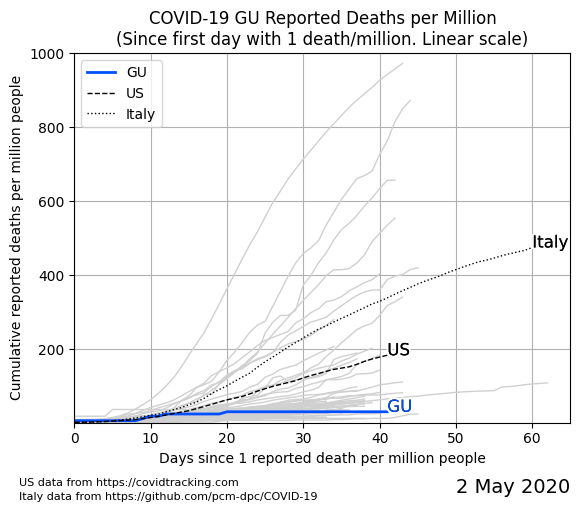 COVID-19 GU Reported Deaths per Million
(Since first day with 1 death/million. Linear scale)
GU
US
Italy
1000
800
600
400
200
Cumulative reported deaths per million people
Italy
US
GU
0 10 20 30 40 50 60
Days since 1 reported death per million people
US data from https://covidtracking.com
Italy data from https://github.com/pcm-dpc/COVID-19
2 May 2020